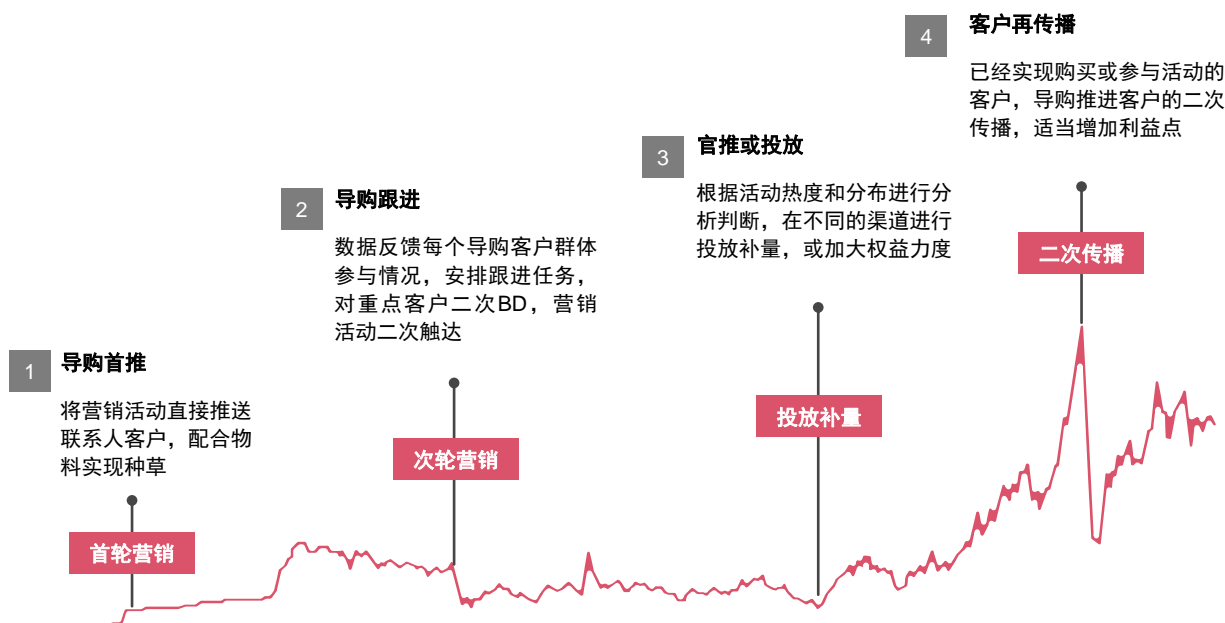 1
导购首推
将营销活动直接推送
联系人客户，配合物
料实现种草
首轮营销
2
导购跟进
数据反馈每个导购客户群体
参与情况，安排跟进任务，
对重点客户二次BD，营销
活动二次触达
次轮营销
3
官推或投放
根据活动热度和分布进行分
析判断，在不同的渠道进行
投放补量，或加大权益力度
投放补量
4
客户再传播
已经实现购买或参与活动的
客户，导购推进客户的二次
传播，适当增加利益点
二次传播